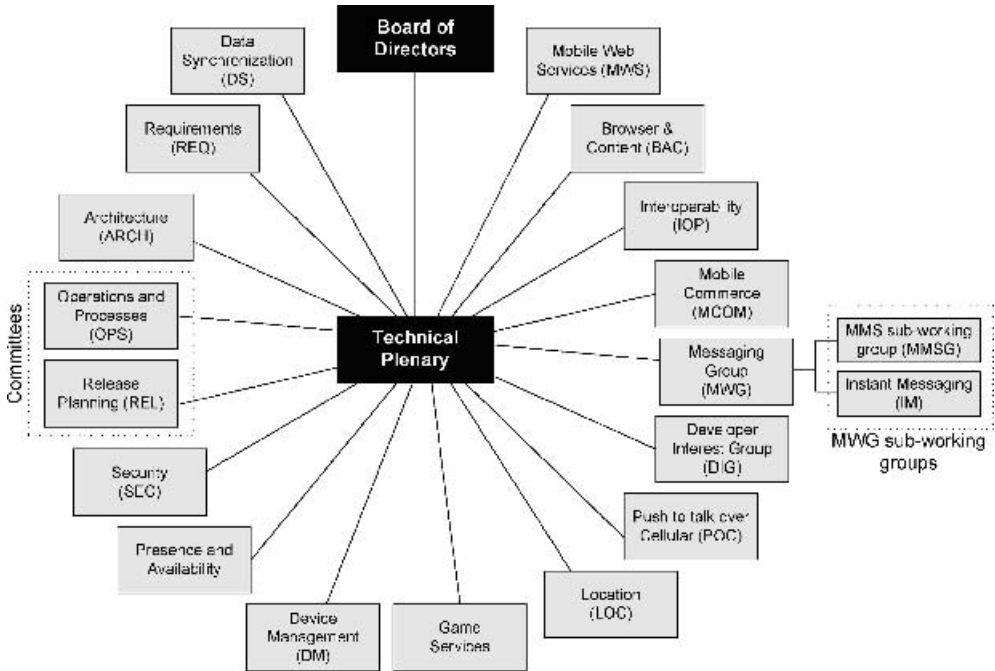 Board of
Directors
Data
Synchronization
(DS)
Mobile Web
Services (MWS)
Requirements
(REQ)
Browser &
Content (BAC)
Architecture
(ARCH)
Interoperability
(IOP)
Committees
Operations and
Processes
(OPS)
Mobile
Commerce
(MCOM)
Technical
Plenary
Release
Planning (REL)
Messaging
Group
(MWG)
MMS sub-working
group (MMSG)
Instant Messaging
(IM)
MWG sub-working
groups
Security
(SEC)
Developer
Interest Group
(DIG)
Presence and
Availability
Push to talk over
Cellular (POC)
Device
Management
(DM)
Game
Services
Location
(LOC)